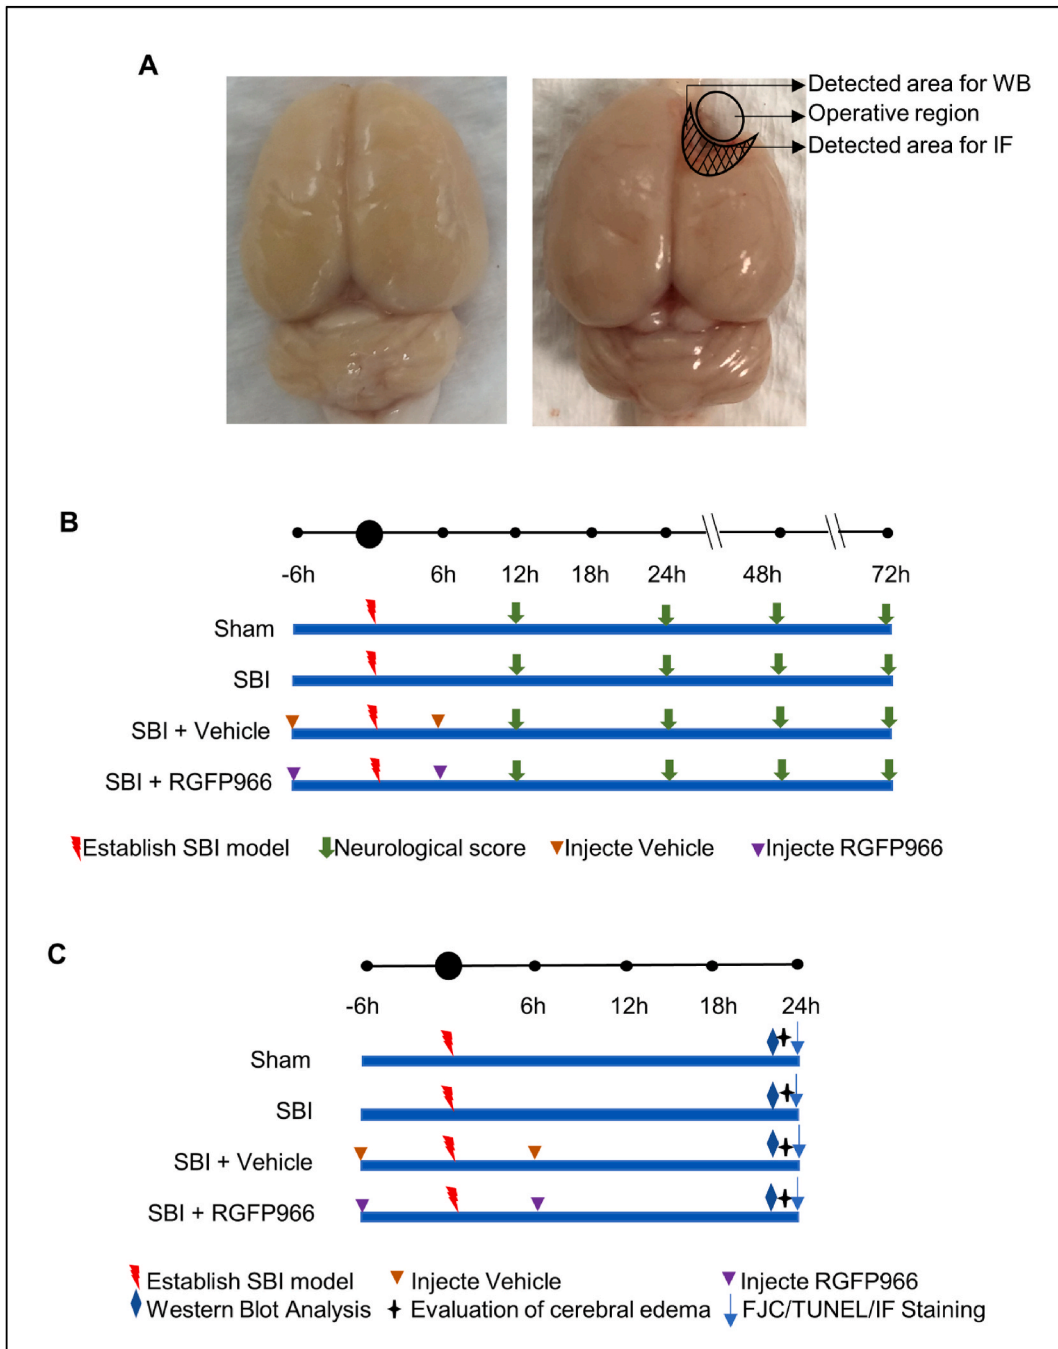 A
Detected area for WB
Operative region
Detected area for IF
B
-6h 6h 12h 18h 24h 48h 72h
Sham
SBI
SBI + Vehicle
SBI + RGFP966
Establish SBI model Neurological score Injecte Vehicle Injecte RGFP966
C
-6h 6h 12h 18h 24h
Sham
SBI
SBI + Vehicle
SBI + RGFP966
Establish SBI model Injecte Vehicle Injecte RGFP966
Western Blot Analysis Evaluation of cerebral edema FJC/TUNEL/IF Staining